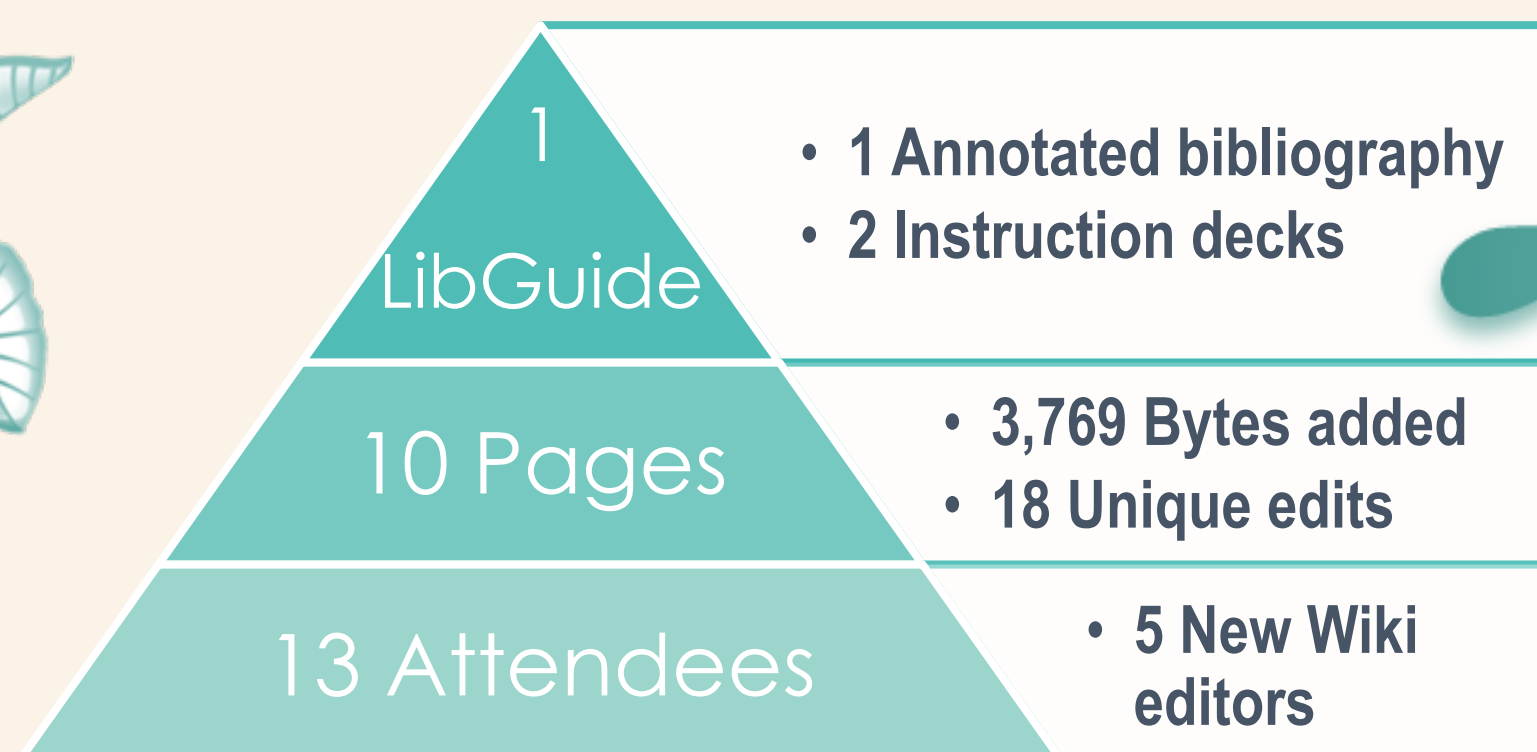 1
LibGuide
• 1 Annotated bibliography
• 2 Instruction decks
10 Pages
• 3,769 Bytes added
• 18 Unique edits
13 Attendees
• 5 New Wiki
editors